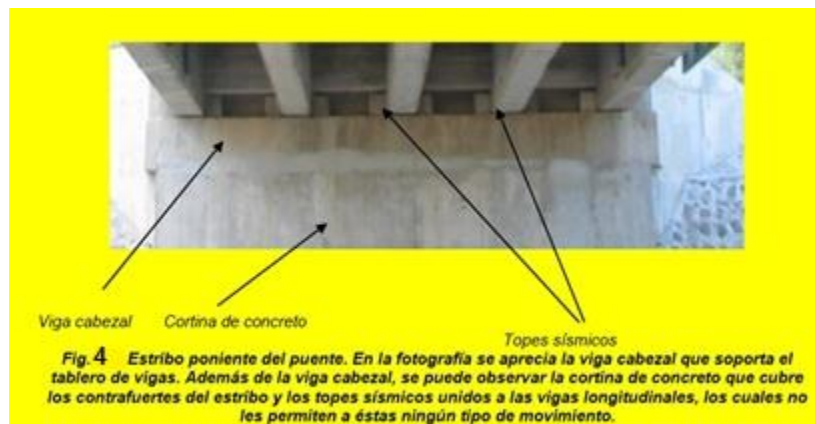 Viga cabezal
Cortina de concreto
Topes sísmicos
Fig. 4 Estribo poniente del puente. En la fotografía se aprecia la viga cabezal que soporta el
tablero de vigas. Además de la viga cabezal, se puede observar la cortina de concreto que cubre
los contrafuertes del estribo y los topes sísmicos unidos a las vigas longitudinales, los cuales no
les permiten a éstas ningún tipo de movimiento.